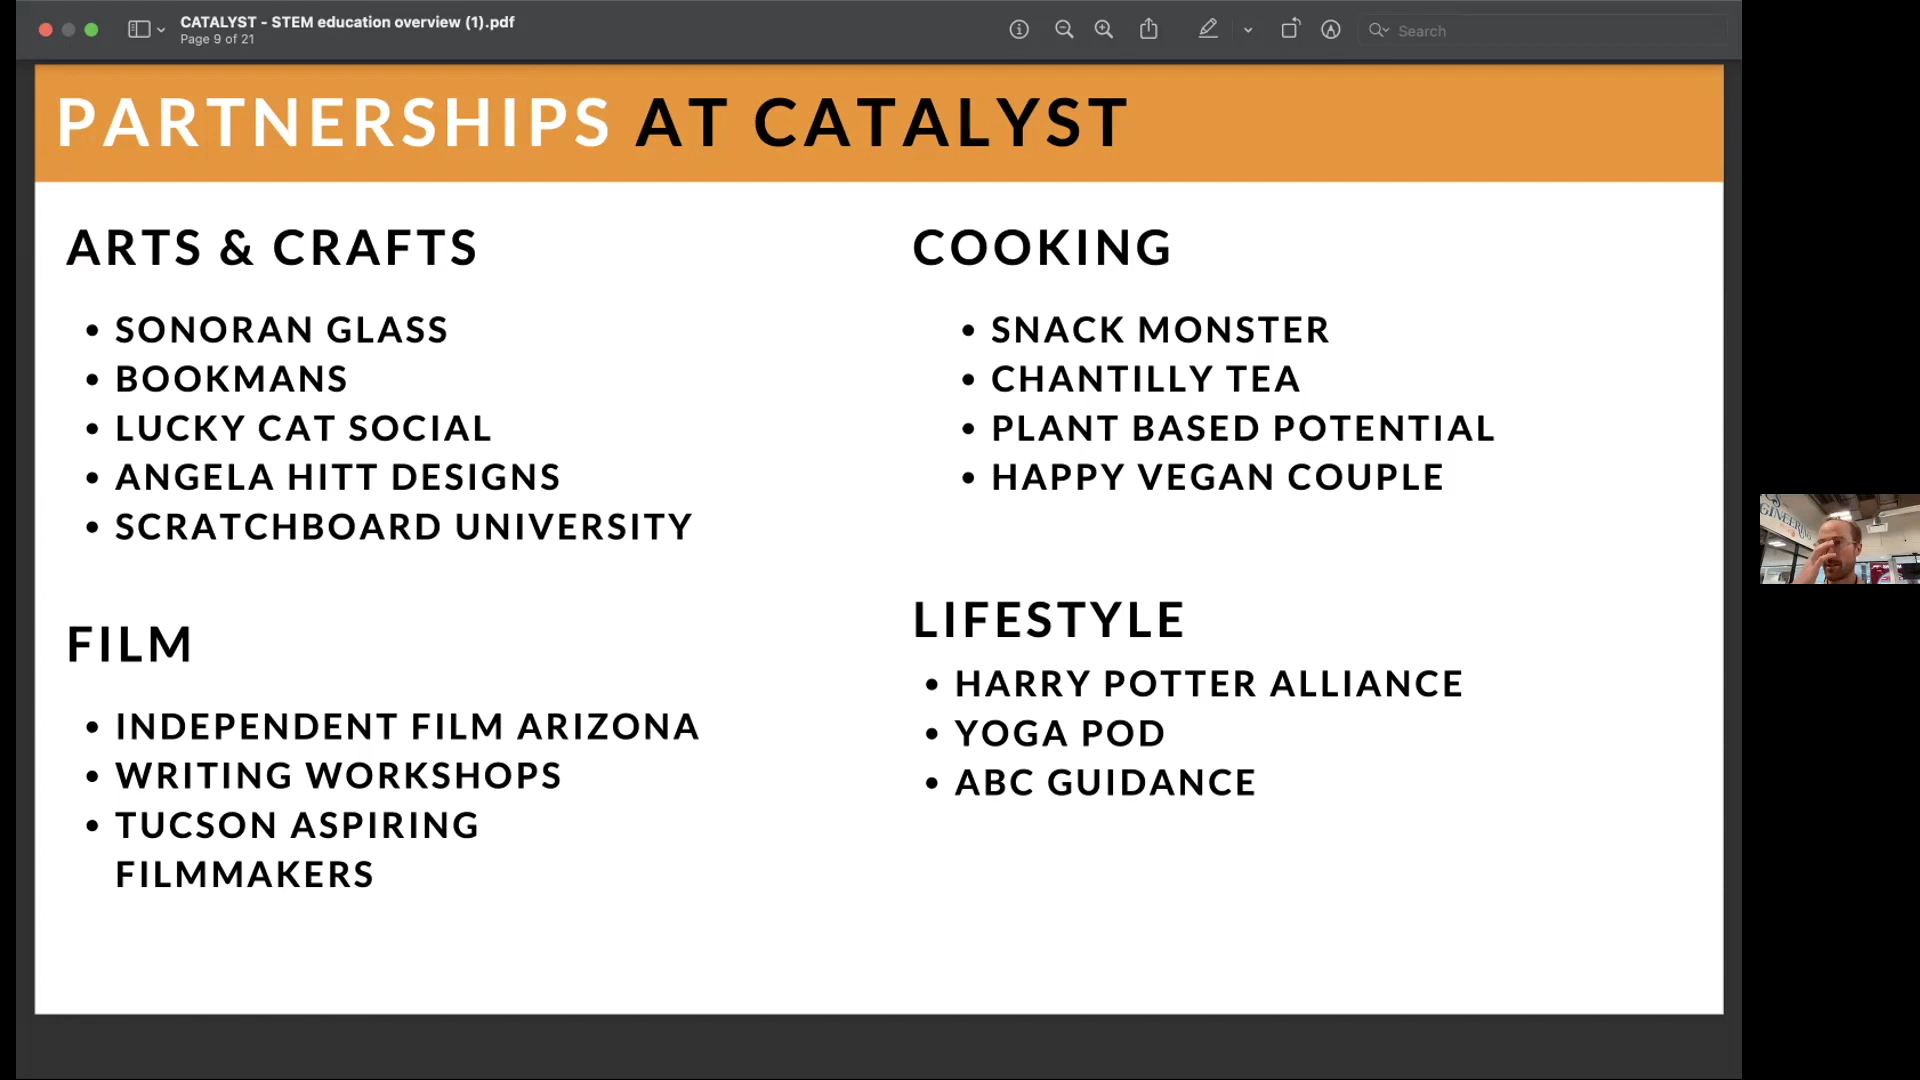 CATALYST - STEM education overview (1).pdf
Page 9 of 21
Search
PARTNERSHIPS AT CATALYST
ARTS & CRAFTS
• SONORAN GLASS
• BOOKMANS
• LUCKY CAT SOCIAL
• ANGELA HITT DESIGNS
• SCRATCHBOARD UNIVERSITY
FILM
• INDEPENDENT FILM ARIZONA
• WRITING WORKSHOPS
• TUCSON ASPIRING
FILMMAKERS
COOKING
• SNACK MONSTER
• CHANTILLY TEA
• PLANT BASED POTENTIAL
• HAPPY VEGAN COUPLE
LIFESTYLE
• HARRY POTTER ALLIANCE
• YOGA POD
• ABC GUIDANCE